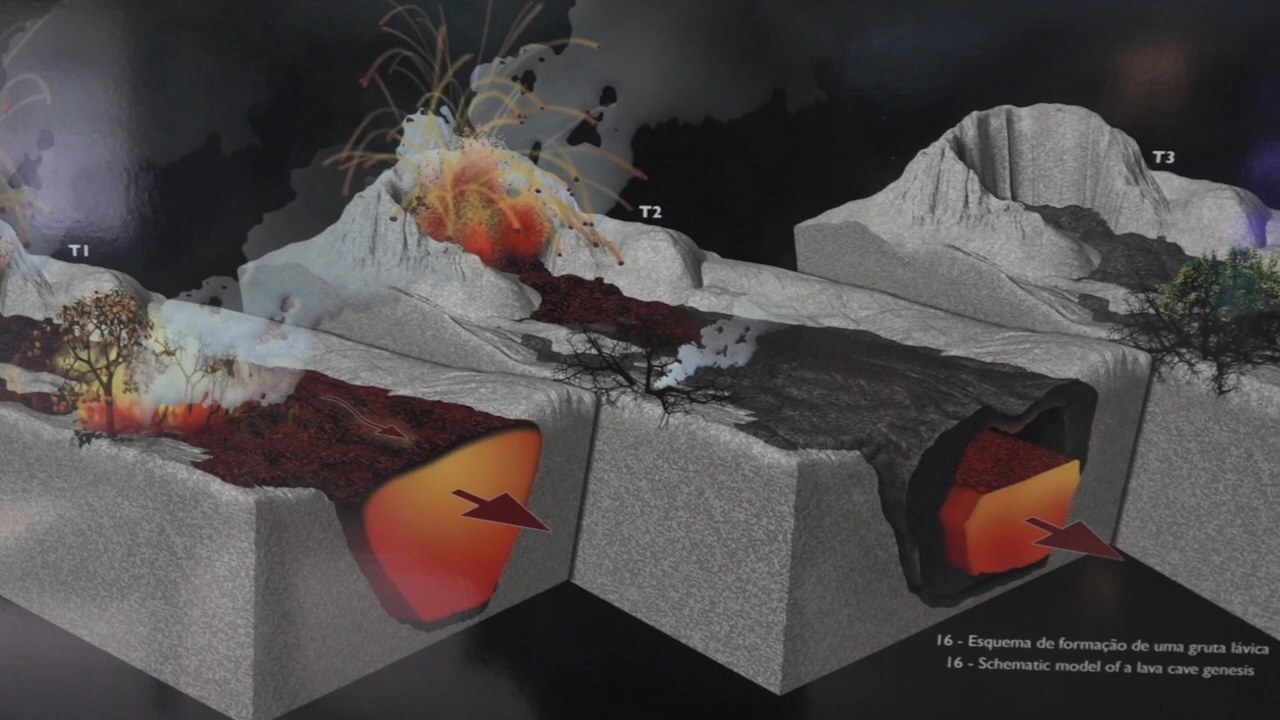 T1
T2
T3
16 - Esquema de formação de uma gruta lávica
16 - Schematic model of a lava cave genesis